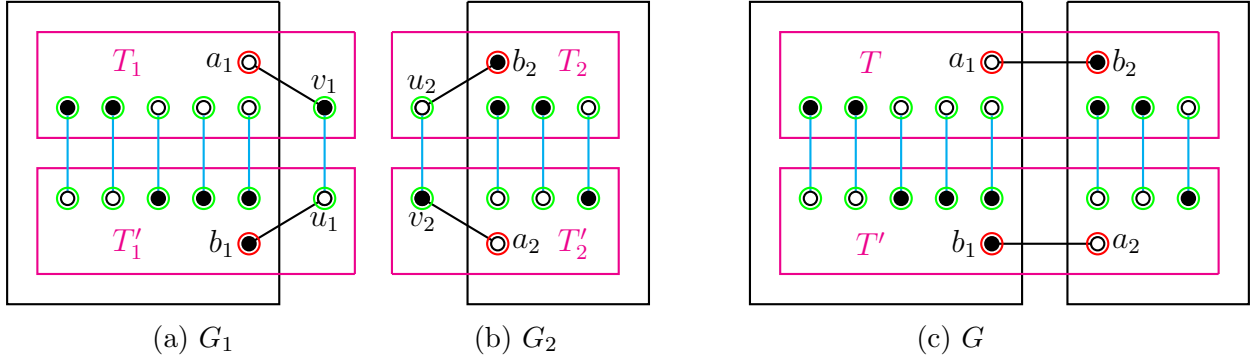 T₁ a₁ v₁
T′₁ b₁ u₁
(a) G₁
u₂ b₂ T₂
v₂ a₂ T′₂
(b) G₂
T a₁ b₂
T′ b₁ a₂
(c) G